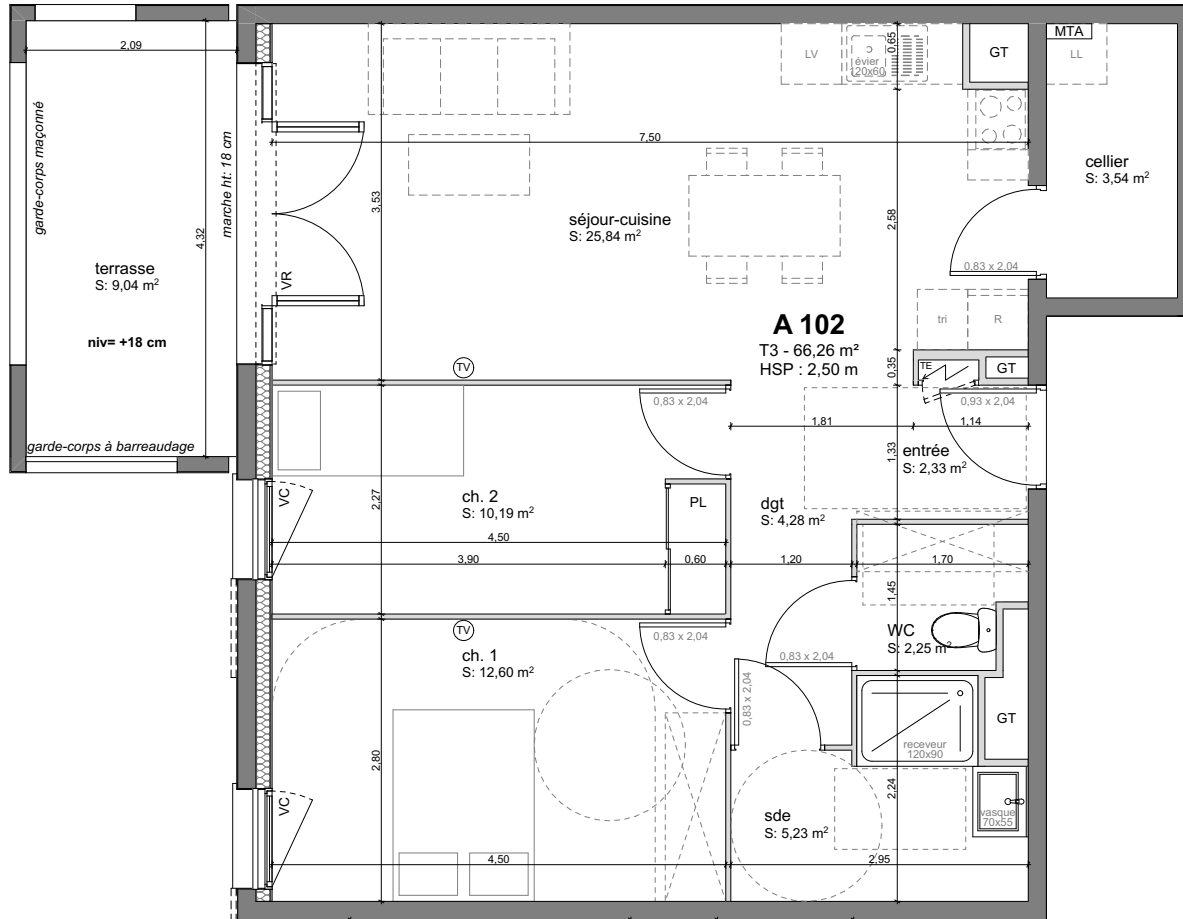 2,09
garde-corps maçonné
marche ht: 18 cm
4,32
terrasse
S: 9,04 m²
niv= +18 cm
garde-corps à barreaudage
VR
3,53
7,50
séjour-cuisine
S: 25,84 m²
LV
évier
120x60
0,65
GT
MTA
LL
cellier
S: 3,54 m²
2,58
0,83 x 2,04
tri
R
A 102
T3 - 66,26 m²
HSP : 2,50 m
0,35
TE
GT
TV
0,83 x 2,04
0,93 x 2,04
1,81
1,14
1,33
entrée
S: 2,33 m²
VC
2,27
ch. 2
S: 10,19 m²
PL
dgt
S: 4,28 m²
4,50
3,90
0,60
1,20
1,70
1,45
TV
0,83 x 2,04
WC
S: 2,25 m²
0,83 x 2,04
ch. 1
S: 12,60 m²
0,83 x 2,04
GT
receveur
120x90
2,80
2,24
VC
vasque
70x55
sde
S: 5,23 m²
4,50
2,95